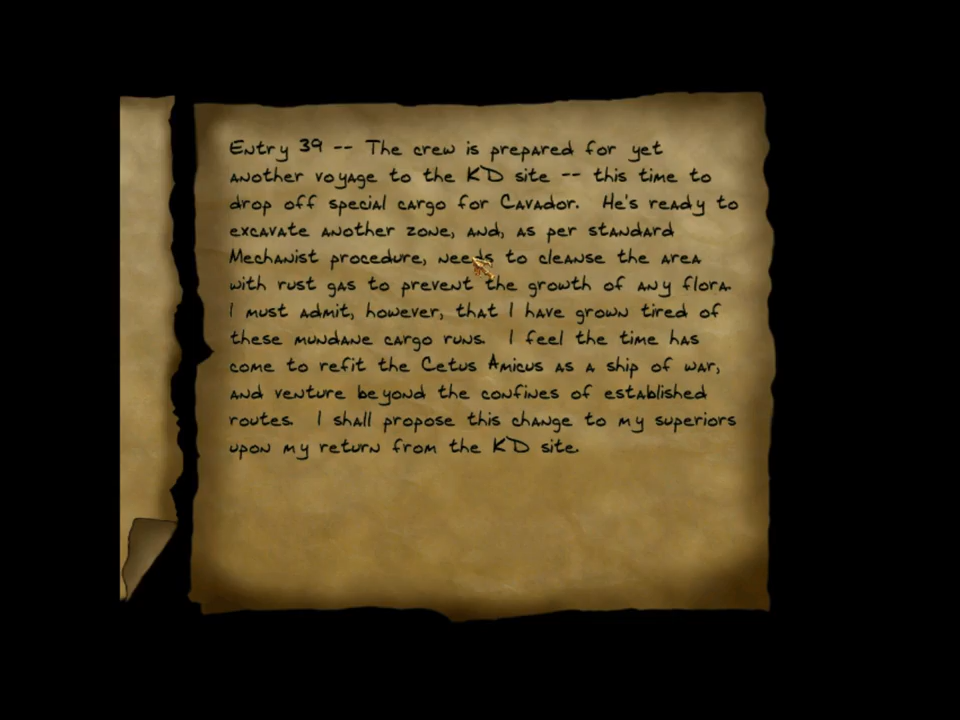 Entry 39 -- The crew is prepared for yet
another voyage to the KD site -- this time to
drop off special cargo for Cavador. He's ready to
excavate another zone, and, as per standard
Mechanist procedure, needs to cleanse the area
with rust gas to prevent the growth of any flora.
I must admit, however, that I have grown tired of
these mundane cargo runs. I feel the time has
come to refit the Cetus Amicus as a ship of war,
and venture beyond the confines of established
routes. I shall propose this change to my superiors
upon my return from the KD site.